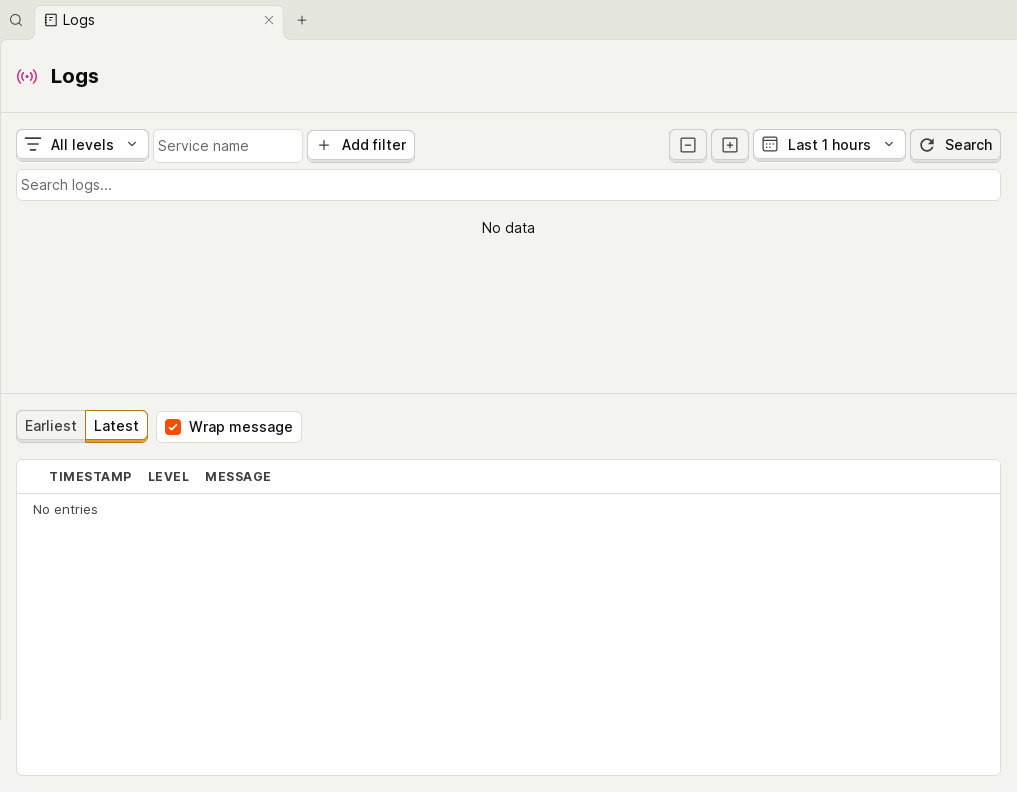 Logs
Logs
All levels
Service name
Add filter
Last 1 hours
Search
Search logs...
No data
Earliest
Latest
Wrap message
TIMESTAMP LEVEL MESSAGE
No entries